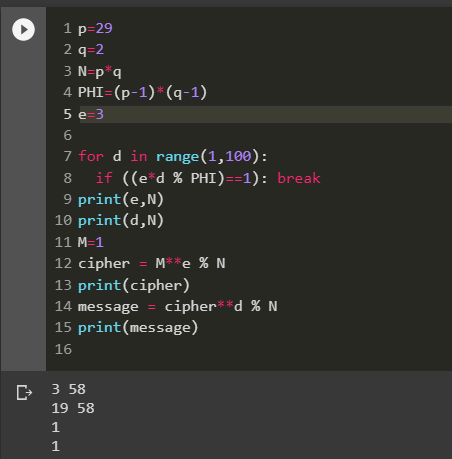 1 p=29
2 q=2
3 N=p*q
4 PHI=(p-1)*(q-1)
5 e=3
6
7 for d in range(1,100):
8   if ((e*d % PHI)==1): break
9 print(e,N)
10 print(d,N)
11 M=1
12 cipher = M**e % N
13 print(cipher)
14 message = cipher**d % N
15 print(message)
16
3 58
19 58
1
1